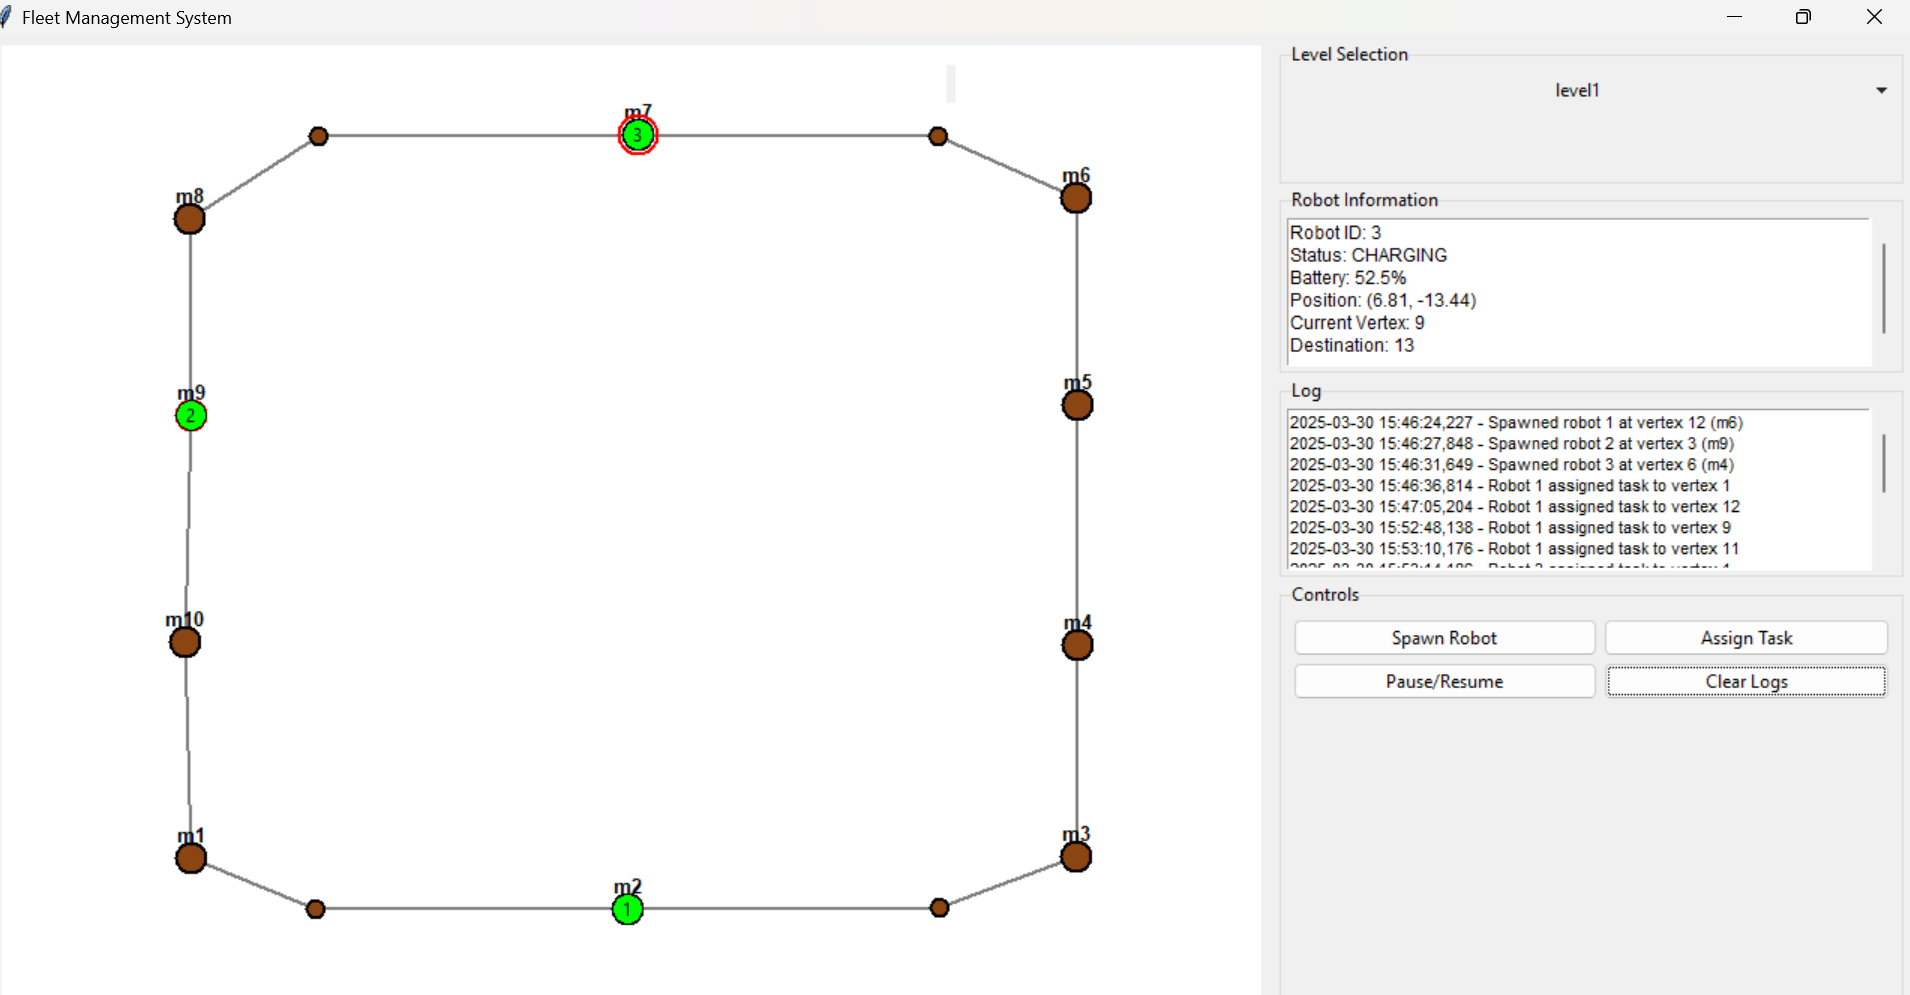 Fleet Management System
Level Selection
level1
m7
3
m8
m6
Robot Information
Robot ID: 3
Status: CHARGING
Battery: 52.5%
Position: (6.81, -13.44)
Current Vertex: 9
Destination: 13
m9
2
m5
Log
2025-03-30 15:46:24,227 - Spawned robot 1 at vertex 12 (m6)
2025-03-30 15:46:27,848 - Spawned robot 2 at vertex 3 (m9)
2025-03-30 15:46:31,649 - Spawned robot 3 at vertex 6 (m4)
2025-03-30 15:46:36,814 - Robot 1 assigned task to vertex 1
2025-03-30 15:47:05,204 - Robot 1 assigned task to vertex 12
2025-03-30 15:52:48,138 - Robot 1 assigned task to vertex 9
2025-03-30 15:53:10,176 - Robot 1 assigned task to vertex 11
m10
m4
Controls
Spawn Robot
Assign Task
Pause/Resume
Clear Logs
m1
m3
m2
1